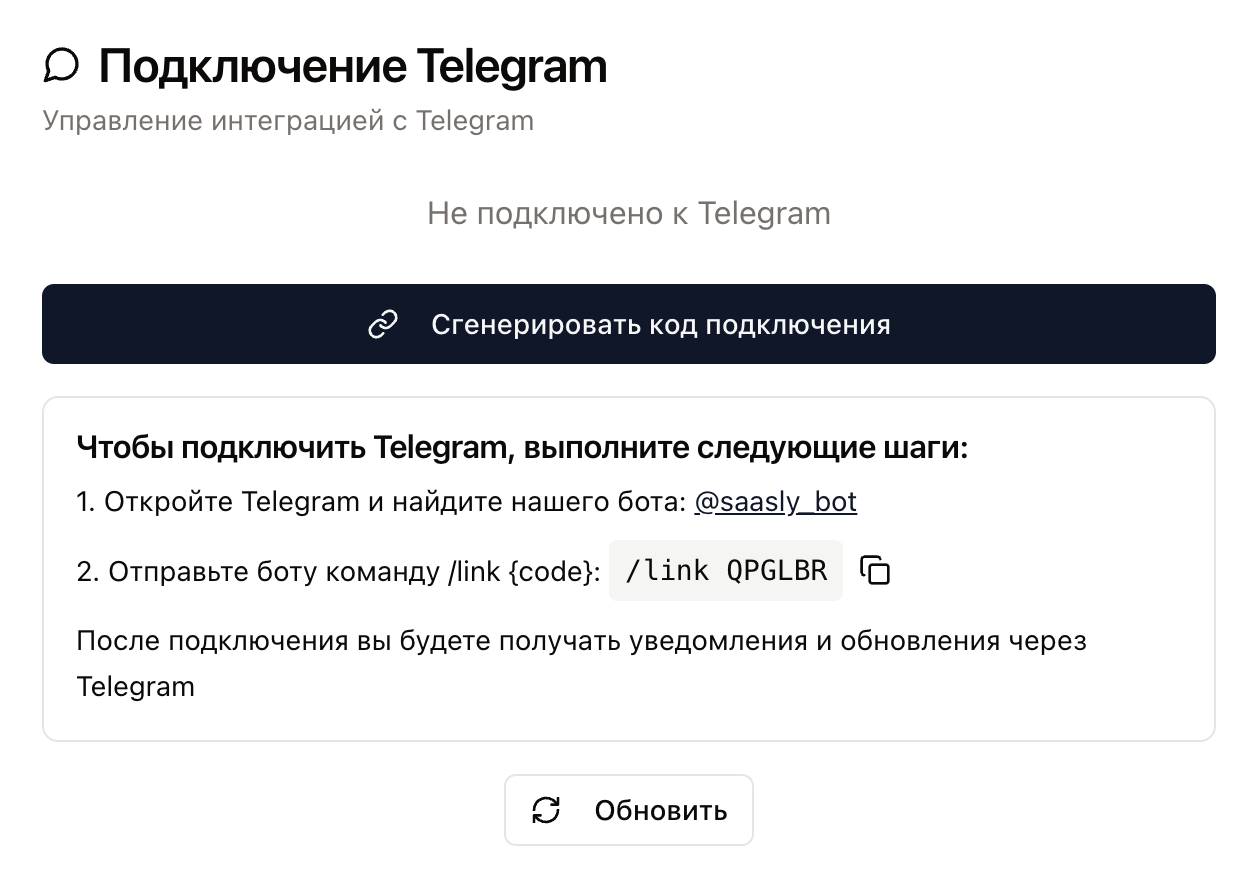 Подключение Telegram
Управление интеграцией с Telegram
Не подключено к Telegram
Сгенерировать код подключения
Чтобы подключить Telegram, выполните следующие шаги:
1. Откройте Telegram и найдите нашего бота: @saasly_bot
2. Отправьте боту команду /link {code}: /link QPGLBR
После подключения вы будете получать уведомления и обновления через
Telegram
Обновить